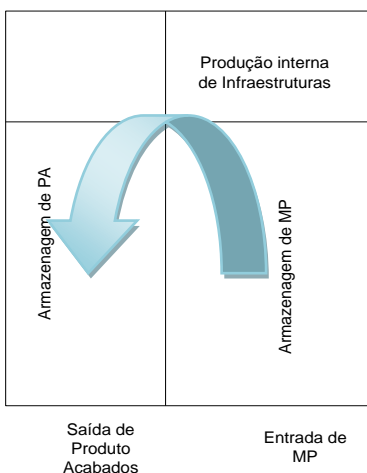 Produção interna
de Infraestruturas
Armazenagem de PA
Armazenagem de MP
Saída de
Produto
Acabados
Entrada de
MP